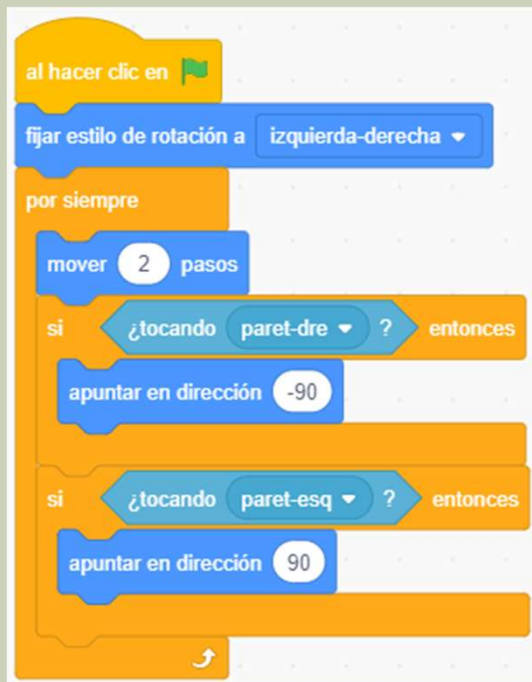 al hacer clic en
fijar estilo de rotación a izquierda-derecha
por siempre
mover 2 pasos
si ¿tocando paret-dre ? entonces
apuntar en dirección -90
si ¿tocando paret-esq ? entonces
apuntar en dirección 90